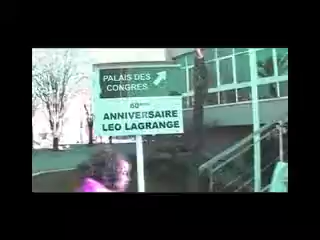 PALAIS DES
CONGRES
60ème
ANNIVERSAIRE
LEO LAGRANGE